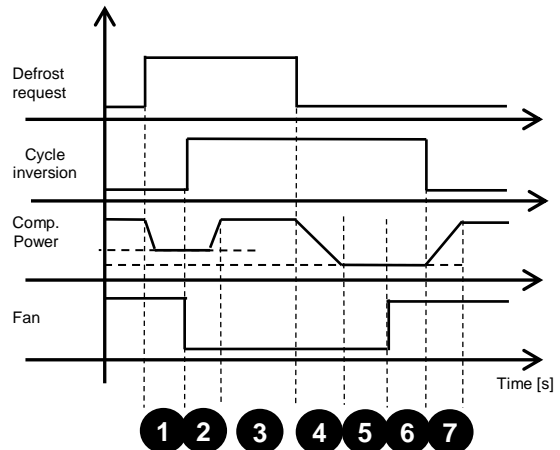 Defrost
request
Cycle
inversion
Comp.
Power
Fan
Time [s]
1 2 3 4 5 6 7